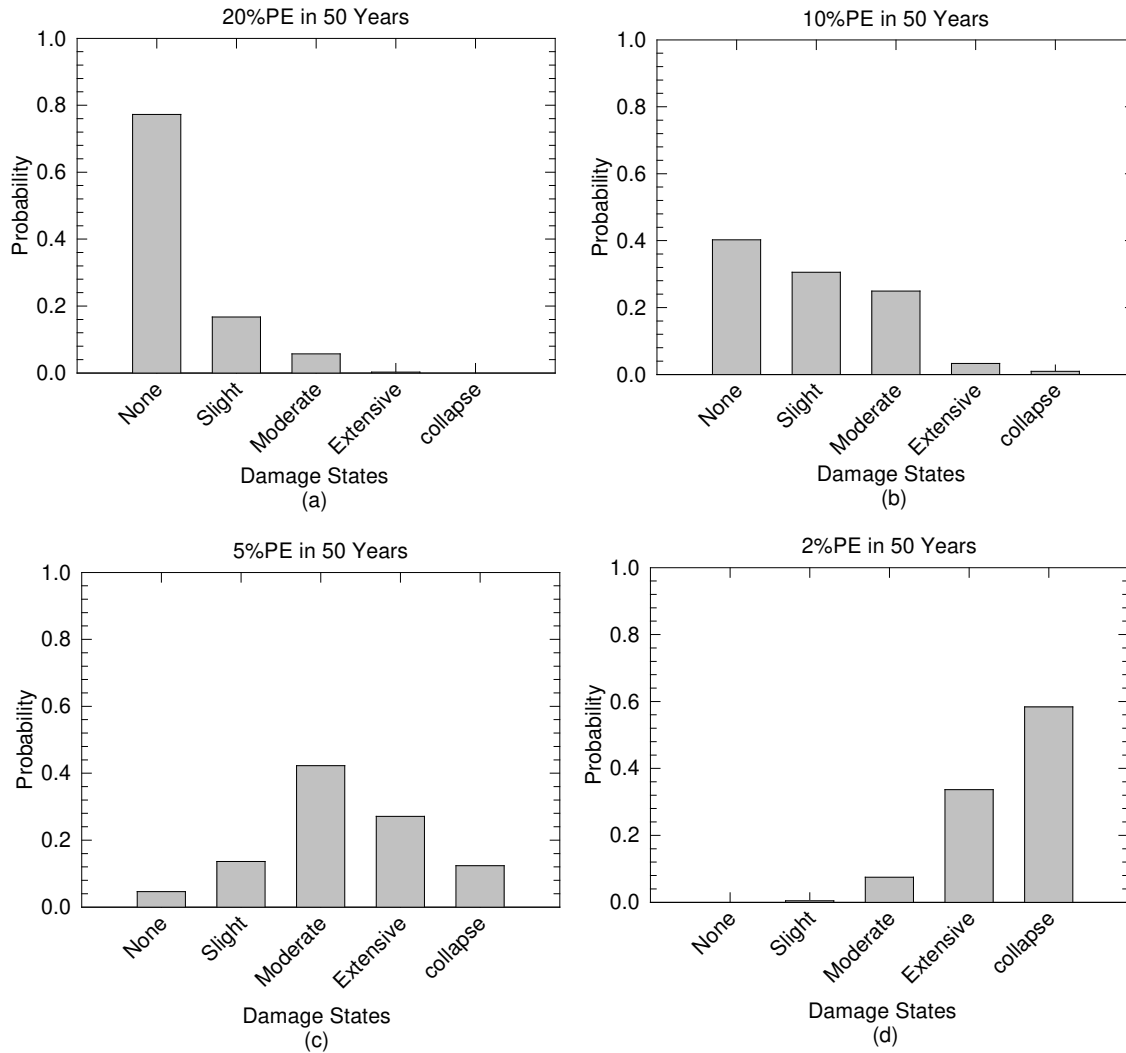 20%PE in 50 Years
1.0
0.8
0.6
0.4
0.2
0.0
Probability
None
Slight
Moderate
Extensive
collapse
Damage States
(a)
10%PE in 50 Years
1.0
0.8
0.6
0.4
0.2
0.0
Probability
None
Slight
Moderate
Extensive
collapse
Damage States
(b)
5%PE in 50 Years
1.0
0.8
0.6
0.4
0.2
0.0
Probability
None
Slight
Moderate
Extensive
collapse
Damage States
(c)
2%PE in 50 Years
1.0
0.8
0.6
0.4
0.2
0.0
Probability
None
Slight
Moderate
Extensive
collapse
Damage States
(d)